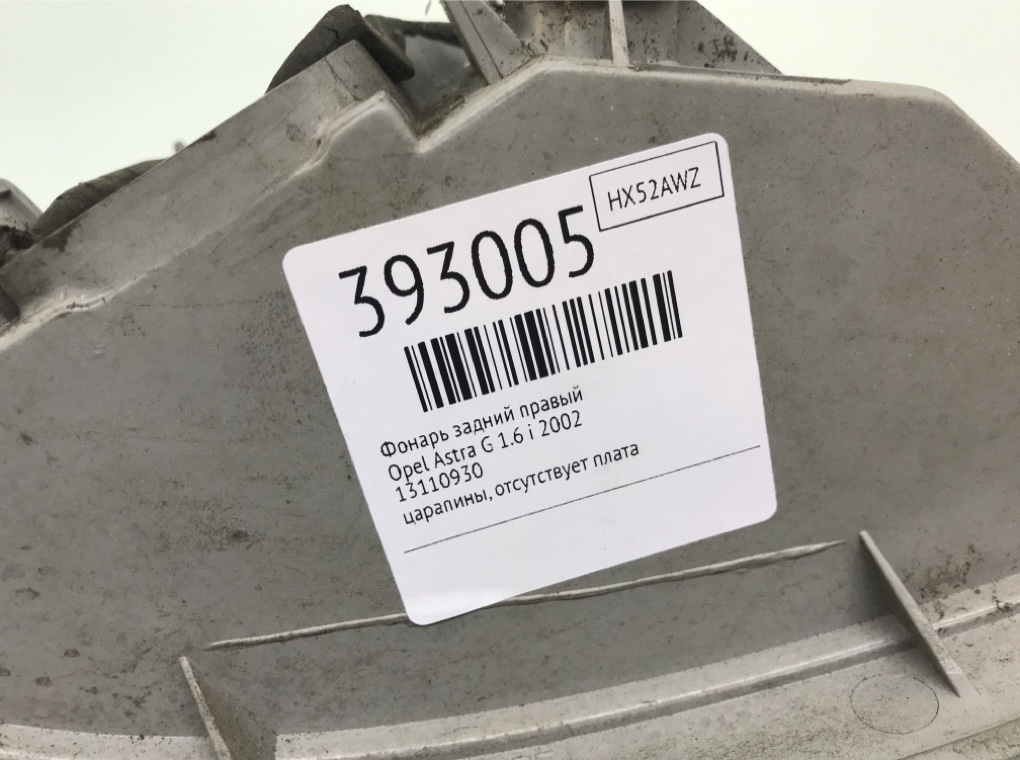 HX52AWZ
393005
Фонарь задний правый
Opel Astra G 1.6 i 2002
13110930
царапины, отсутствует плата